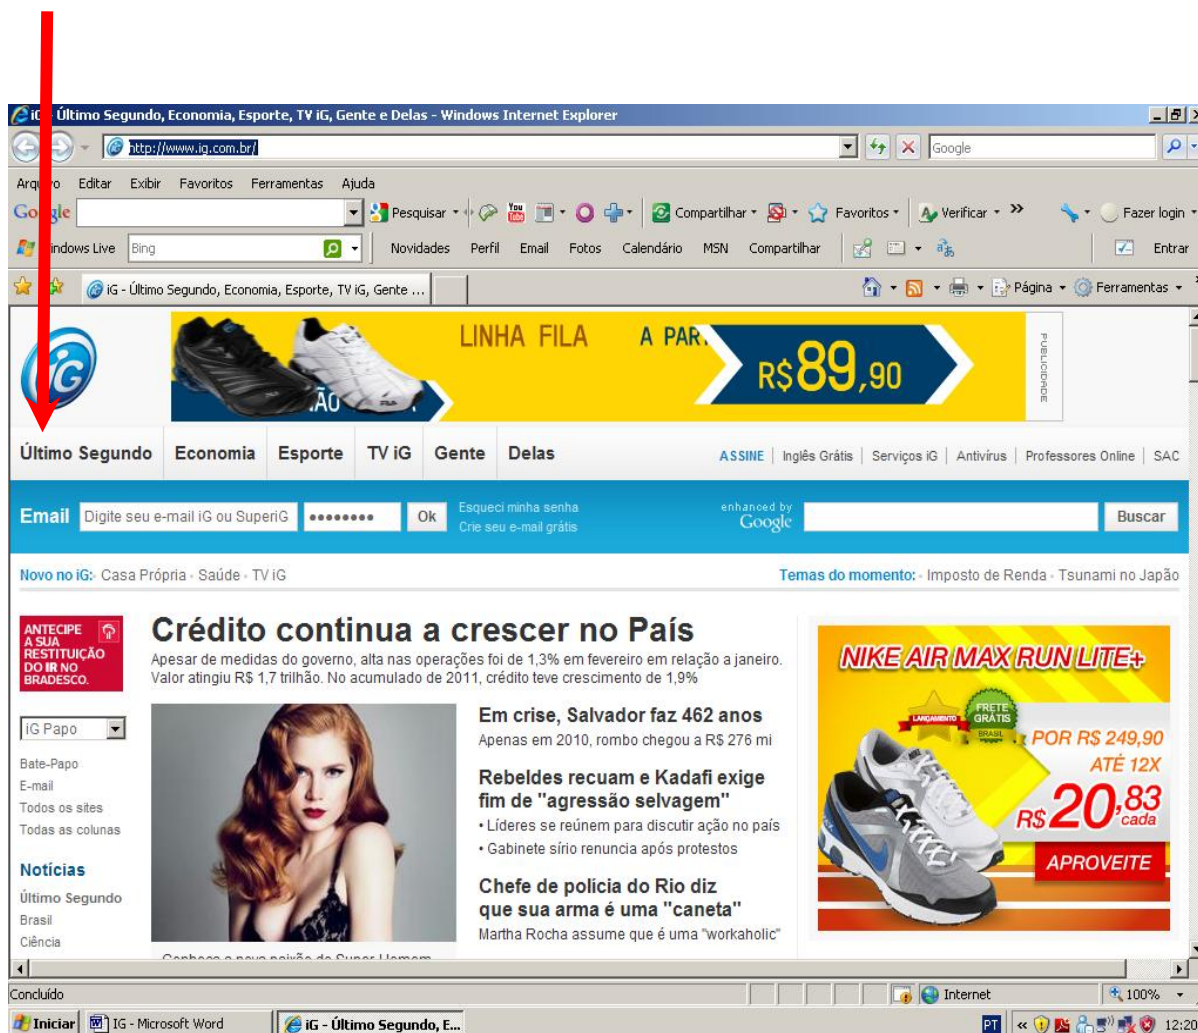 iG - Último Segundo, Economia, Esporte, TV iG, Gente e Delas - Windows Internet Explorer
http://www.ig.com.br/
Google
Arquivo Editar Exibir Favoritos Ferramentas Ajuda
Google Pesquisar You Tube Compartilhar Favoritos Verificar Fazer login
Windows Live Bing Novidades Perfil Email Fotos Calendário MSN Compartilhar Entrar
iG - Último Segundo, Economia, Esporte, TV iG, Gente ... Página Ferramentas
iG
LINHA FILA A PAR
R$89,90
PUBLICIDADE
Último Segundo Economia Esporte TV iG Gente Delas
ASSINE | Inglês Grátis | Serviços iG | Antivírus | Professores Online | SAC
Email Digite seu e-mail iG ou SuperiG •••••••• Ok
Esqueci minha senha
Crie seu e-mail grátis
enhanced by
Google
Buscar
Novo no iG: Casa Própria - Saúde - TV iG
Temas do momento: - Imposto de Renda - Tsunami no Japão
ANTECIPE
A SUA
RESTITUIÇÃO
DO IR NO
BRADESCO.
iG Papo
Bate-Papo
E-mail
Todos os sites
Todas as colunas
Notícias
Último Segundo
Brasil
Ciência
Crédito continua a crescer no País
Apesar de medidas do governo, alta nas operações foi de 1,3% em fevereiro em relação a janeiro.
Valor atingiu R$ 1,7 trilhão. No acumulado de 2011, crédito teve crescimento de 1,9%
Em crise, Salvador faz 462 anos
Apenas em 2010, rombo chegou a R$ 276 mi
Rebeldes recuam e Kadafi exige
fim de "agressão selvagem"
• Líderes se reúnem para discutir ação no país
• Gabinete sírio renuncia após protestos
Chefe de polícia do Rio diz
que sua arma é uma "caneta"
Martha Rocha assume que é uma "workaholic"
NIKE AIR MAX RUN LITE+
LANÇAMENTO
FRETE
GRÁTIS
BRASIL
POR R$ 249,90
ATÉ 12X
R$20,83
cada
APROVEITE
Concluído Internet 100%
Iniciar IG - Microsoft Word iG - Último Segundo, E... PT « 12:20